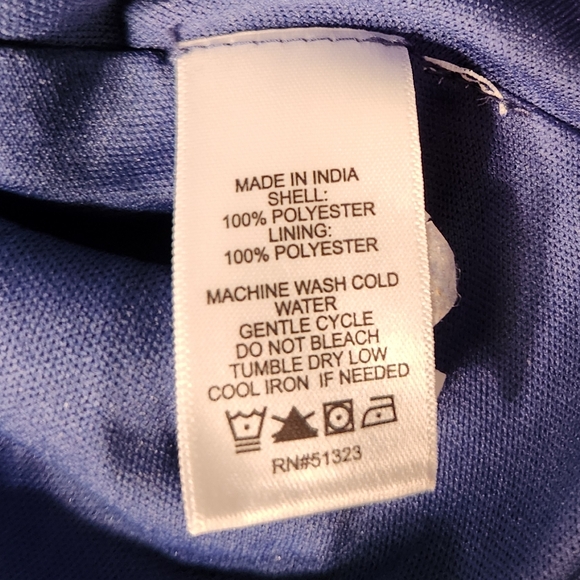 MADE IN INDIA
SHELL:
100% POLYESTER
LINING:
100% POLYESTER
MACHINE WASH COLD
WATER
GENTLE CYCLE
DO NOT BLEACH
TUMBLE DRY LOW
COOL IRON IF NEEDED
RN#51323